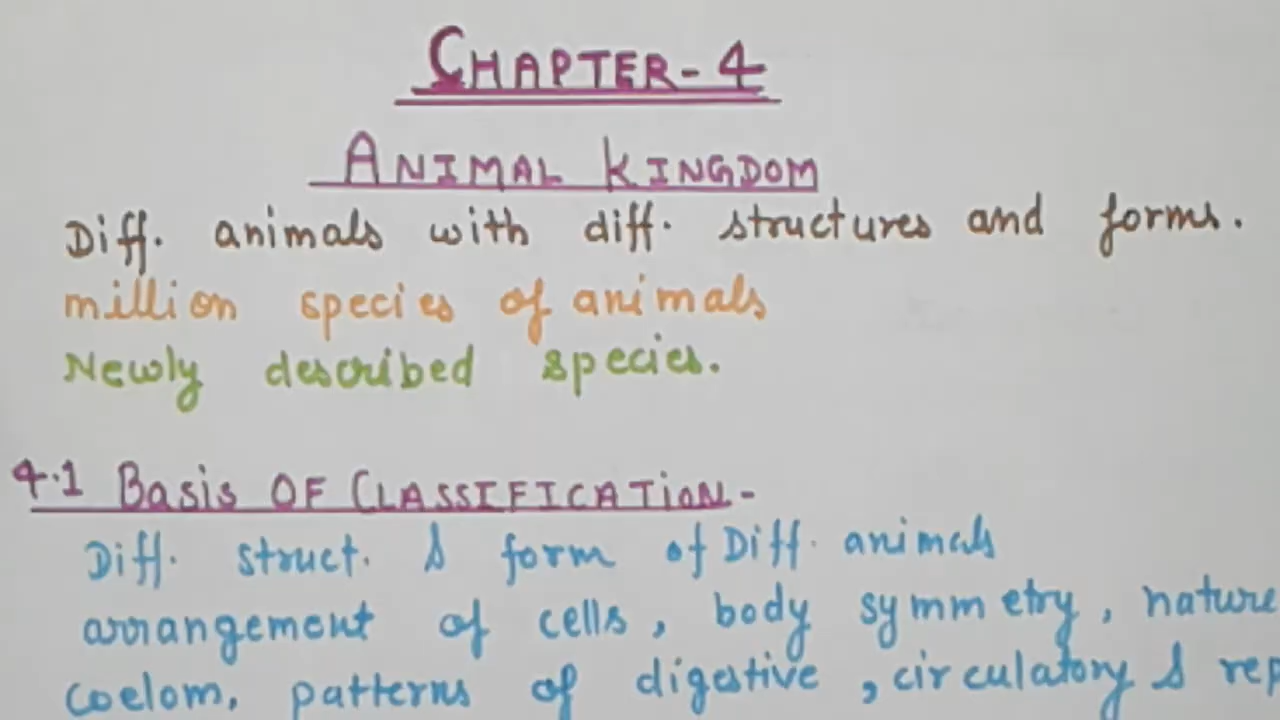 CHAPTER-4
ANIMAL KINGDOM
Diff. animals with diff. structures and forms.
million species of animals
Newly described species.
4.1 BASIS OF CLASSIFICATION-
Diff. struct. & form of Diff. animals
arrangement of cells, body symmetry, nature
coelom, patterns of digestive, circulatory & rep